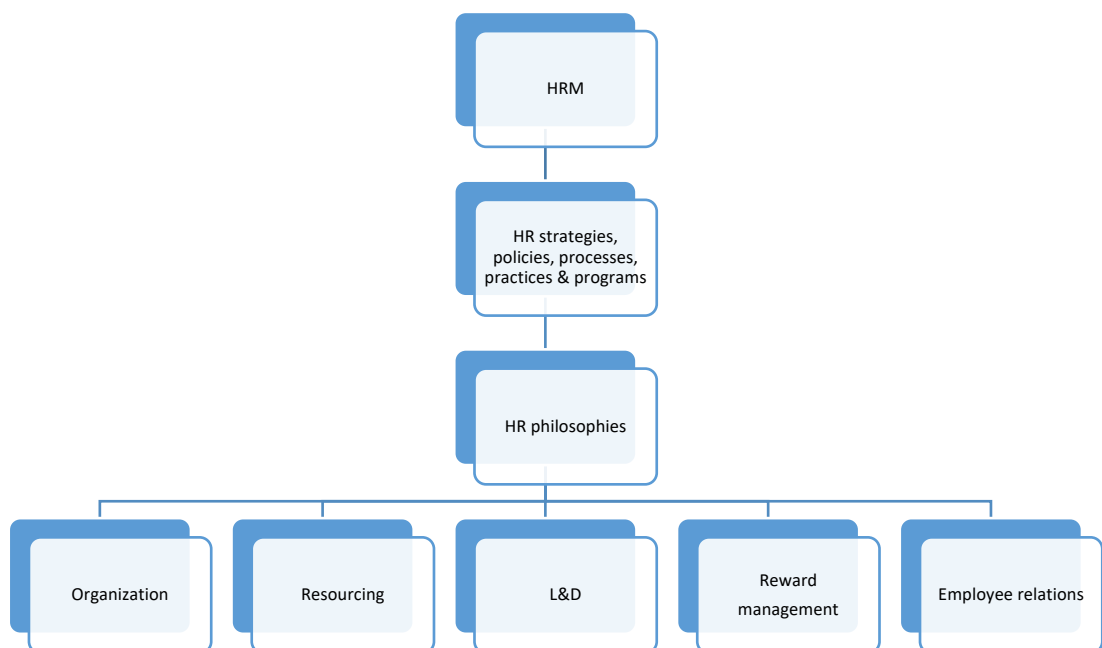 HRM
HR strategies,
policies, processes,
practices & programs
HR philosophies
Organization
Resourcing
L&D
Reward
management
Employee relations